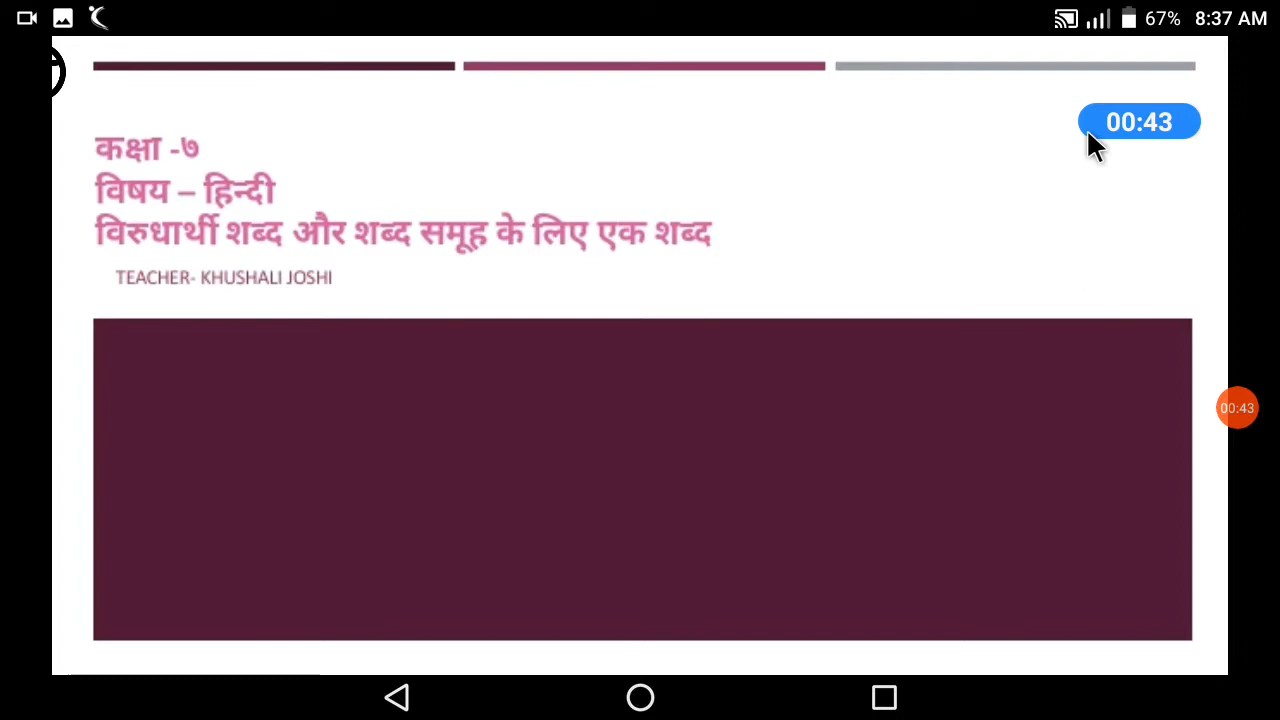 67% 8:37 AM
00:43
कक्षा -७
विषय – हिन्दी
विरुधार्थी शब्द और शब्द समूह के लिए एक शब्द
TEACHER- KHUSHALI JOSHI
00:43